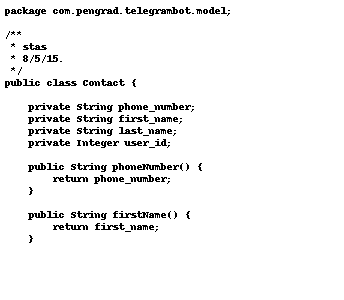 package com.pengrad.telegrambot.model;

/**
 * stas
 * 8/5/15.
 */
public class Contact {

    private String phone_number;
    private String first_name;
    private String last_name;
    private Integer user_id;

    public String phoneNumber() {
        return phone_number;
    }

    public String firstName() {
        return first_name;
    }